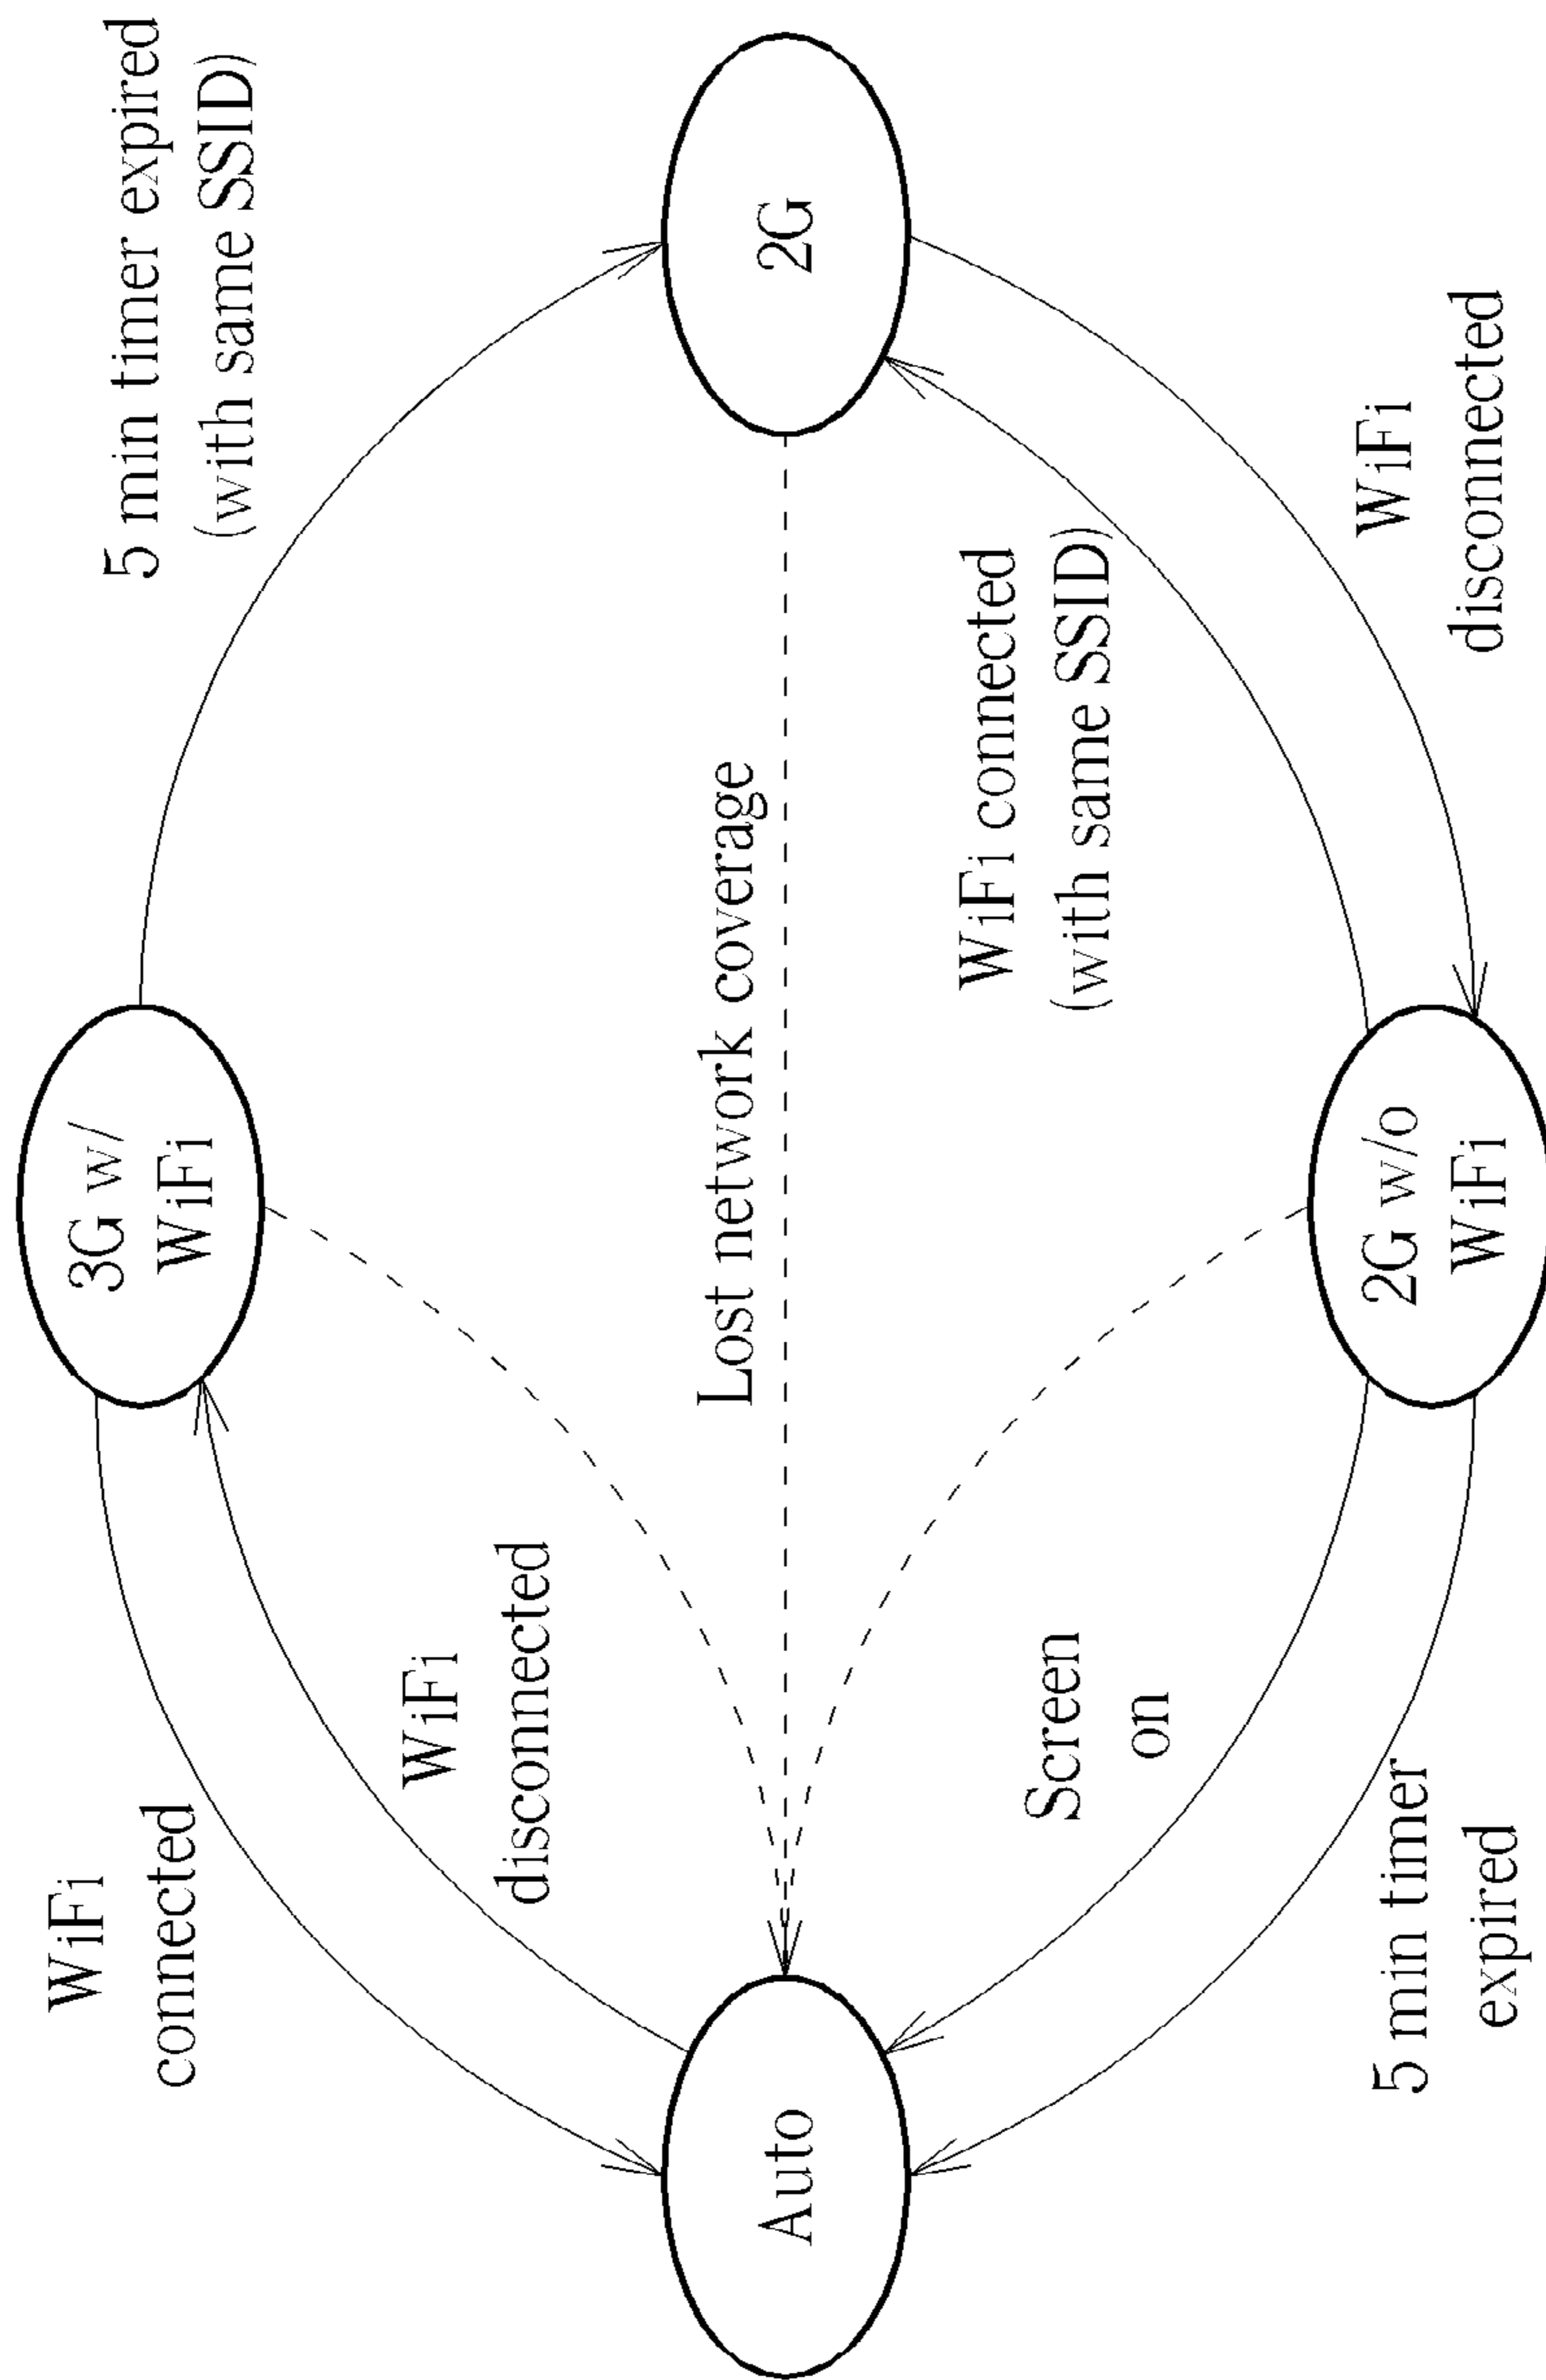 3G w/
WiFi
5 min timer expired
(with same SSID)
WiFi
connected
WiFi
disconnected
Auto
Lost network coverage
2G
WiFi connected
(with same SSID)
Screen
on
2G w/o
WiFi
WiFi
disconnected
5 min timer
expired